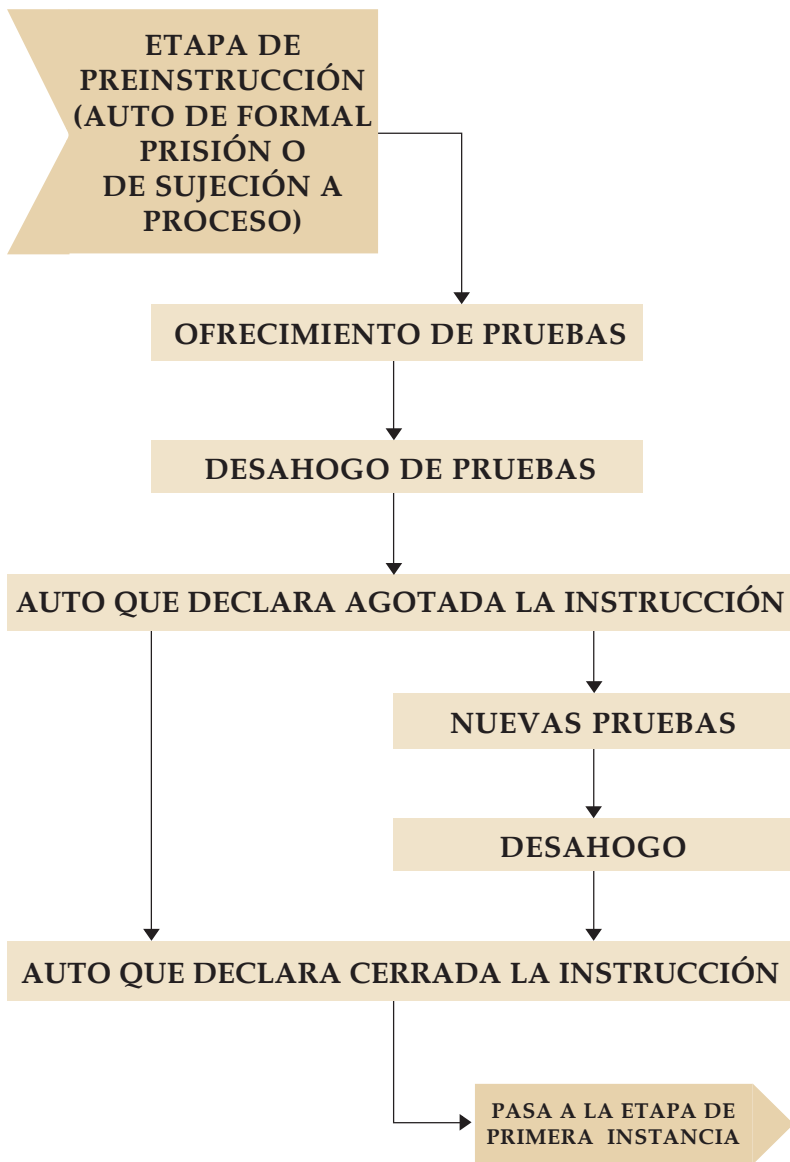 ETAPA DE
PREINSTRUCCIÓN
(AUTO DE FORMAL
PRISIÓN O
DE SUJECIÓN A
PROCESO)
OFRECIMIENTO DE PRUEBAS
DESAHOGO DE PRUEBAS
AUTO QUE DECLARA AGOTADA LA INSTRUCCIÓN
NUEVAS PRUEBAS
DESAHOGO
AUTO QUE DECLARA CERRADA LA INSTRUCCIÓN
PASA A LA ETAPA DE
PRIMERA INSTANCIA